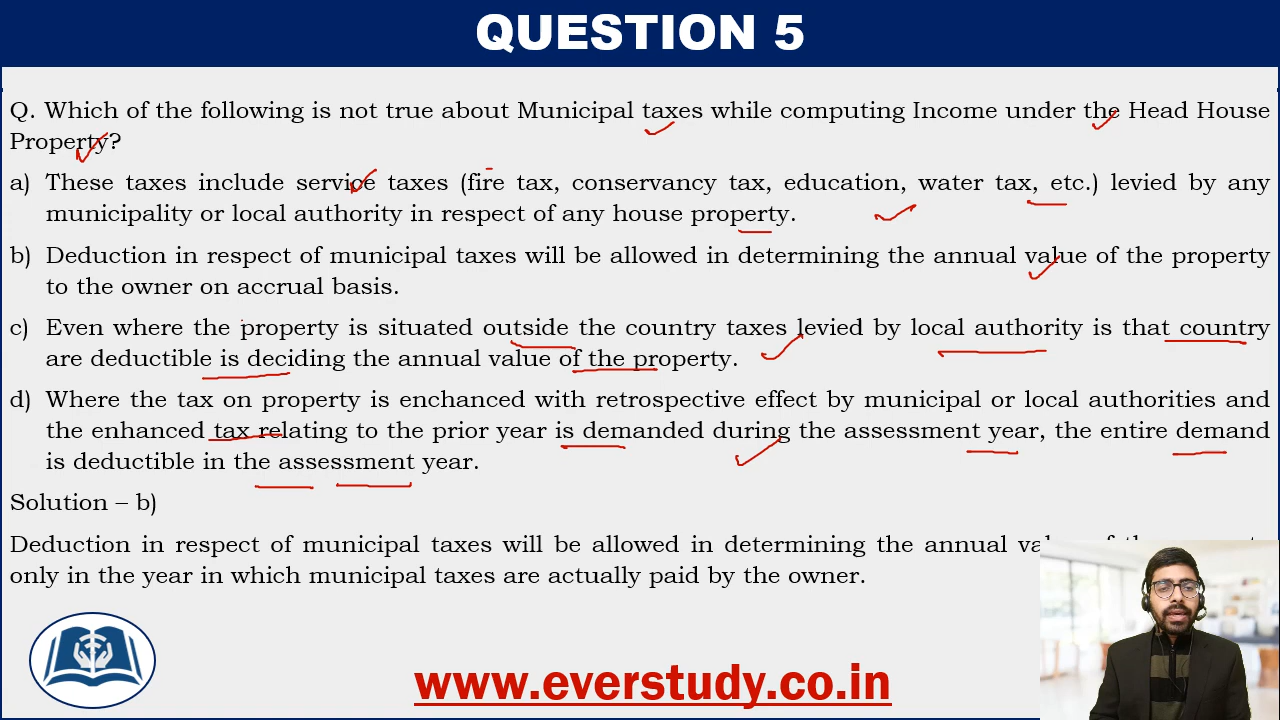 QUESTION 5
Q. Which of the following is not true about Municipal taxes while computing Income under the Head House
Property?
a) These taxes include service taxes (fire tax, conservancy tax, education, water tax, etc.) levied by any
municipality or local authority in respect of any house property.
b) Deduction in respect of municipal taxes will be allowed in determining the annual value of the property
to the owner on accrual basis.
c) Even where the property is situated outside the country taxes levied by local authority is that country
are deductible is deciding the annual value of the property.
d) Where the tax on property is enchanced with retrospective effect by municipal or local authorities and
the enhanced tax relating to the prior year is demanded during the assessment year, the entire demand
is deductible in the assessment year.
Solution – b)
Deduction in respect of municipal taxes will be allowed in determining the annual
only in the year in which municipal taxes are actually paid by the owner.
www.everstudy.co.in